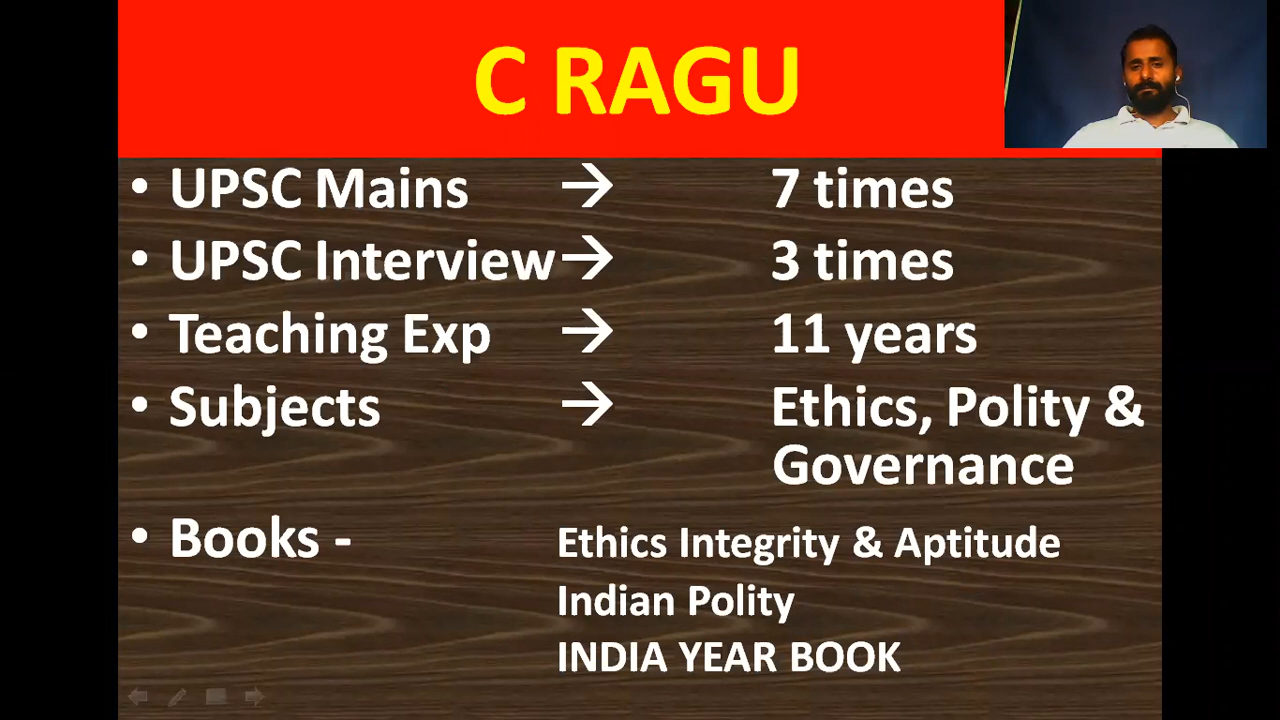 C RAGU
• UPSC Mains → 7 times
• UPSC Interview → 3 times
• Teaching Exp → 11 years
• Subjects → Ethics, Polity &
Governance
• Books - Ethics Integrity & Aptitude
Indian Polity
INDIA YEAR BOOK